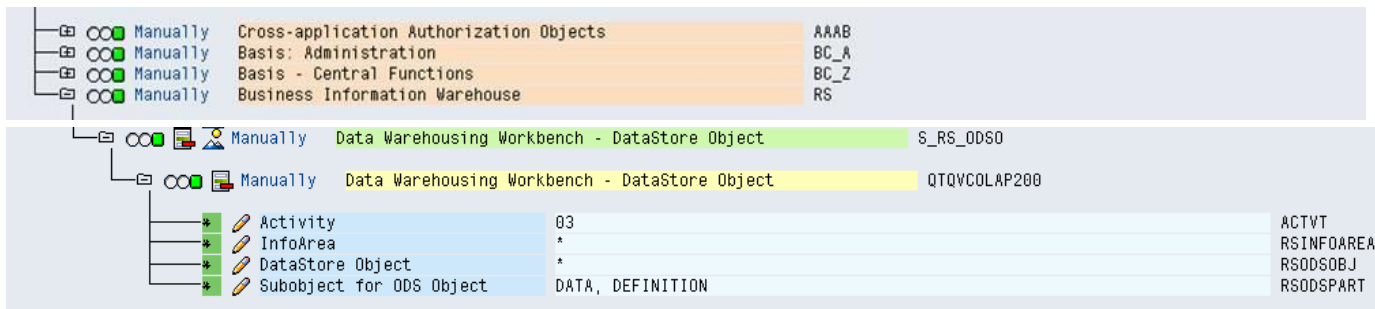 Manually Cross-application Authorization Objects AAAB
Manually Basis: Administration BC_A
Manually Basis - Central Functions BC_Z
Manually Business Information Warehouse RS
Manually Data Warehousing Workbench - DataStore Object S_RS_ODSO
Manually Data Warehousing Workbench - DataStore Object QTQVCOLAP200
Activity 03 ACTVT
InfoArea * RSINFOAREA
DataStore Object * RSODSOBJ
Subobject for ODS Object DATA, DEFINITION RSODSPART